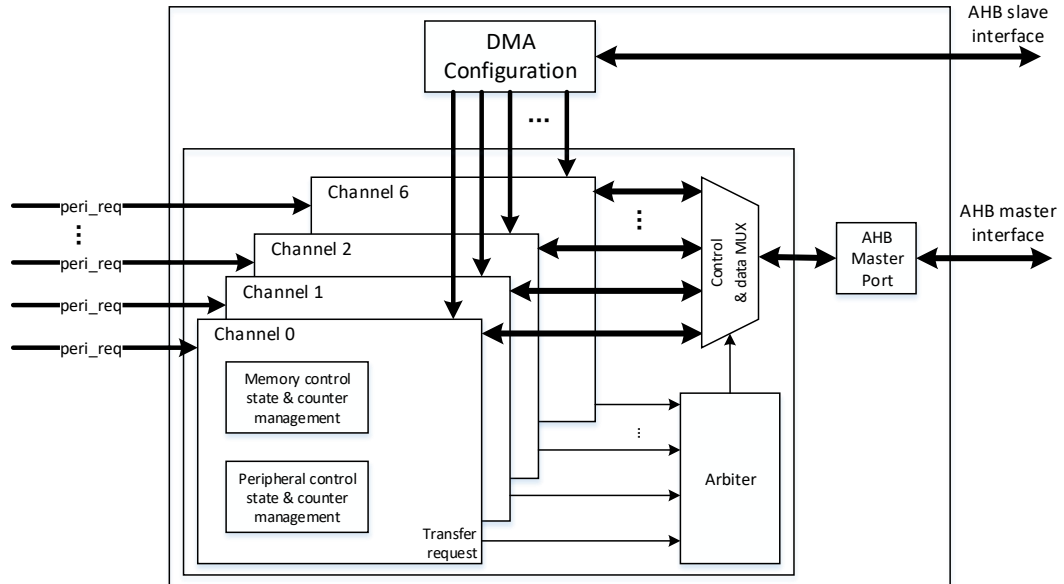 AHB slave
interface
DMA
Configuration
...
Channel 6
peri_req
...
...
AHB master
interface
Channel 2
peri_req
Control
& data MUX
AHB
Master
Port
Channel 1
peri_req
Channel 0
peri_req
Memory control
state & counter
management
...
Peripheral control
state & counter
management
Arbiter
Transfer
request